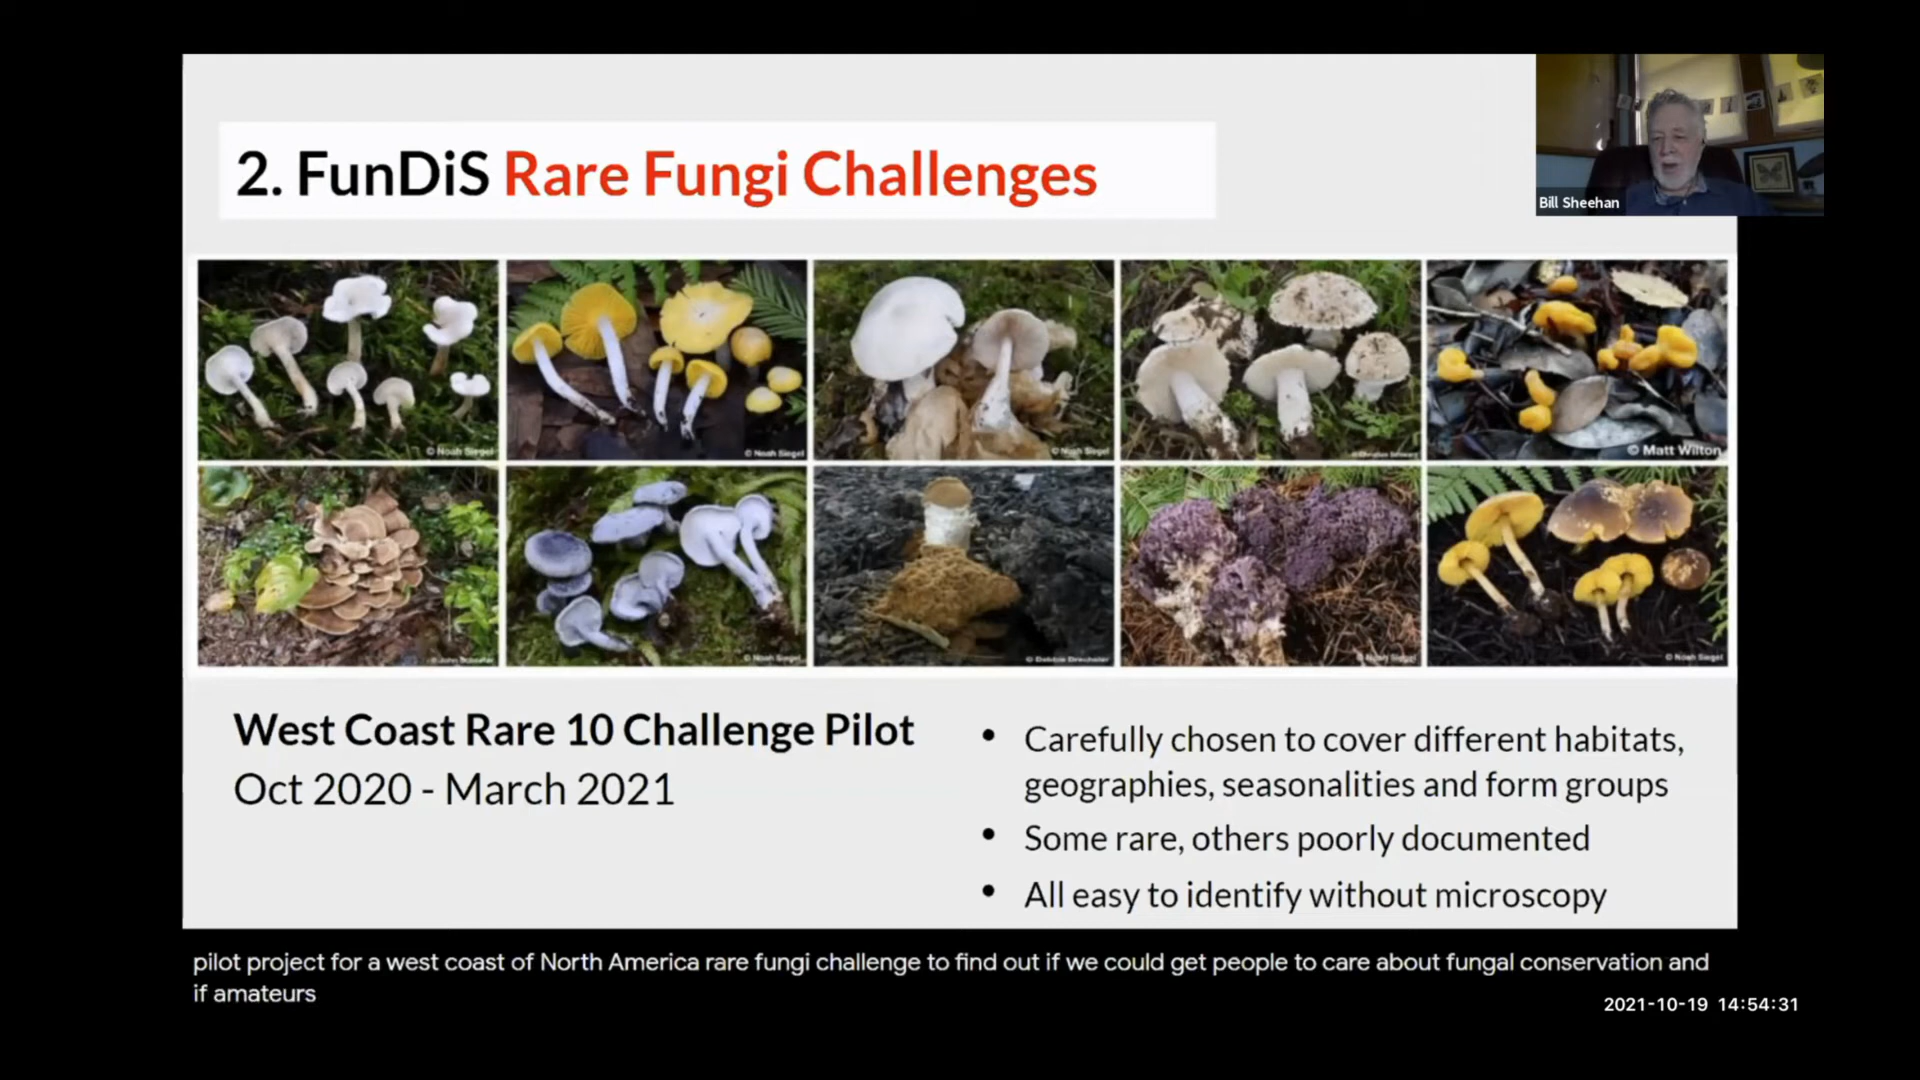 2. FunDiS Rare Fungi Challenges
Bill Sheehan
© Noah Siegel
© Noah Siegel
© Noah Siegel
© Matt Wilton
© Noah Siegel
© Debbie Drechsler
© Noah Siegel
© Noah Siegel
West Coast Rare 10 Challenge Pilot
Oct 2020 - March 2021
• Carefully chosen to cover different habitats,
geographies, seasonalities and form groups
• Some rare, others poorly documented
• All easy to identify without microscopy
pilot project for a west coast of North America rare fungi challenge to find out if we could get people to care about fungal conservation and
if amateurs
2021-10-19 14:54:31